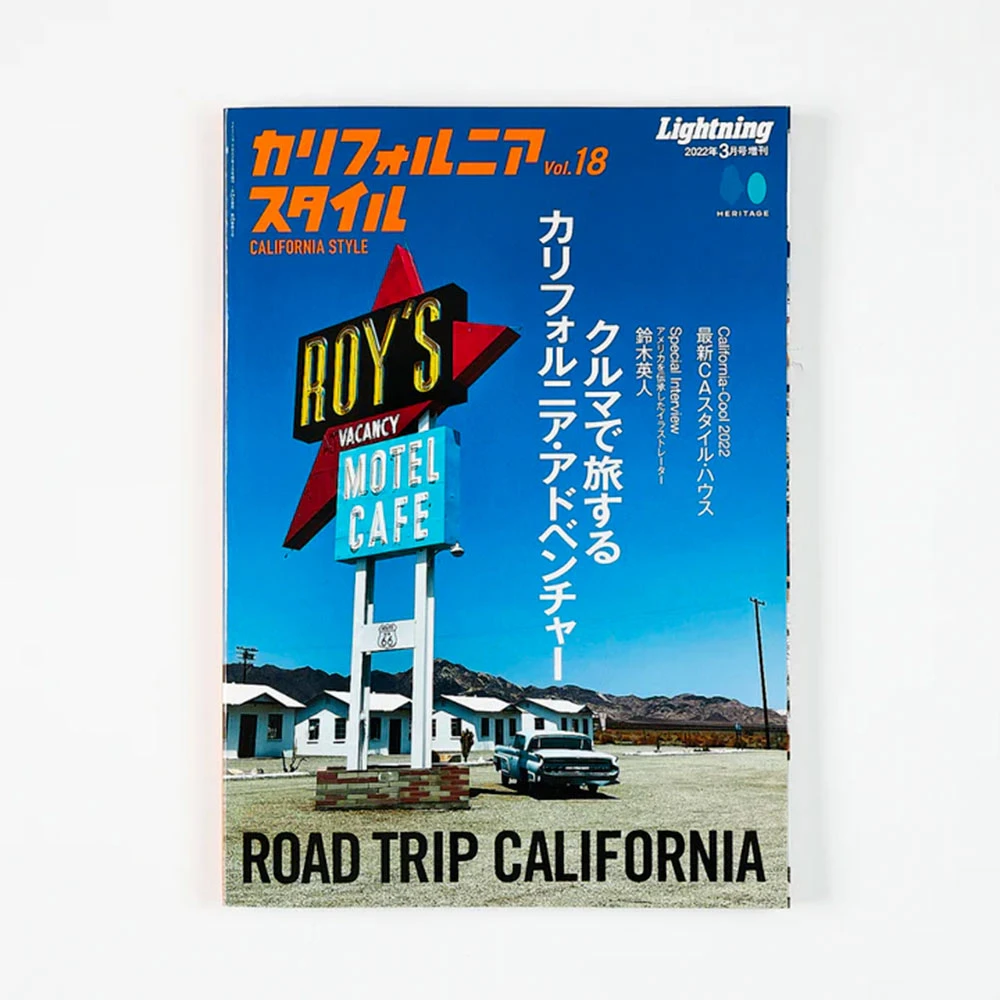 カリフォルニア
スタイル
Vol.18
CALIFORNIA STYLE
Lightning
2022年3月号増刊
HERITAGE
California-Cool 2022
最新CAスタイル・ハウス
Special Interview
アメリカを伝承したイラストレーター
鈴木英人
クルマで旅する
カリフォルニア・アドベンチャー
ROY'S
VACANCY
MOTEL
CAFE
ROUTE
66
ROAD TRIP CALIFORNIA